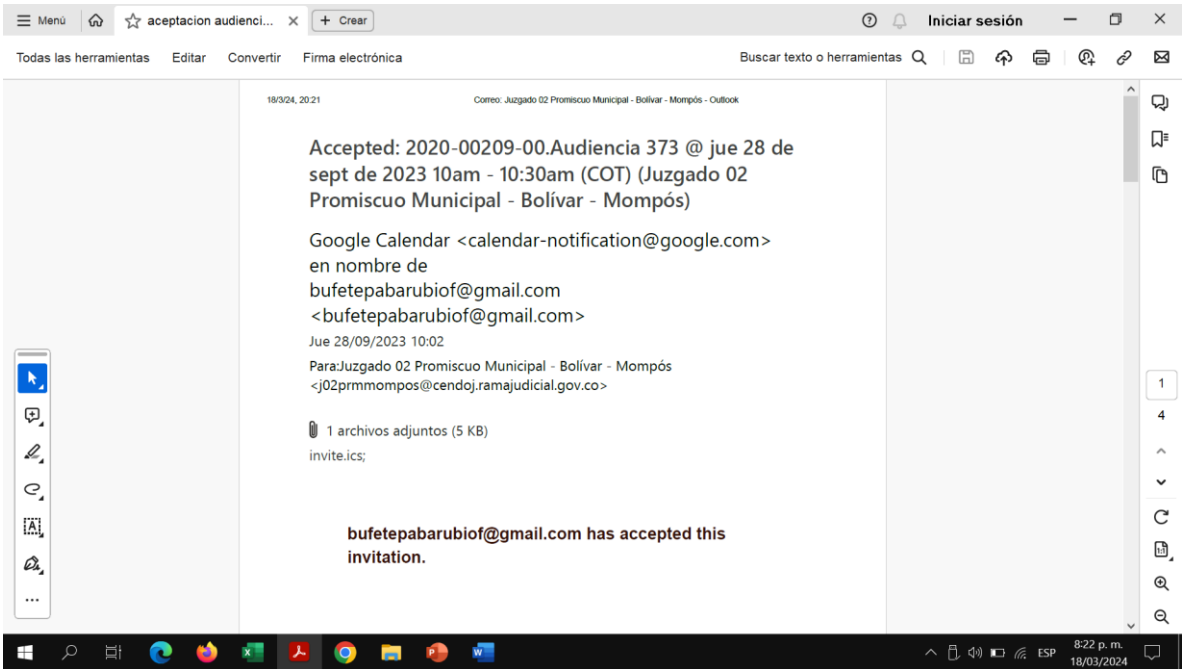 Menú
aceptacion audienci...
+ Crear
Iniciar sesión
Todas las herramientas Editar Convertir Firma electrónica
Buscar texto o herramientas
18/3/24, 20:21 Correo: Juzgado 02 Promiscuo Municipal - Bolívar - Mompós - Outlook
Accepted: 2020-00209-00.Audiencia 373 @ jue 28 de
sept de 2023 10am - 10:30am (COT) (Juzgado 02
Promiscuo Municipal - Bolívar - Mompós)
Google Calendar <calendar-notification@google.com>
en nombre de
bufetepabarubiof@gmail.com
<bufetepabarubiof@gmail.com>
Jue 28/09/2023 10:02
Para:Juzgado 02 Promiscuo Municipal - Bolívar - Mompós
<j02prmmompos@cendoj.ramajudicial.gov.co>
1 archivos adjuntos (5 KB)
invite.ics;
bufetepabarubiof@gmail.com has accepted this
invitation.
1
4
ESP
8:22 p. m.
18/03/2024